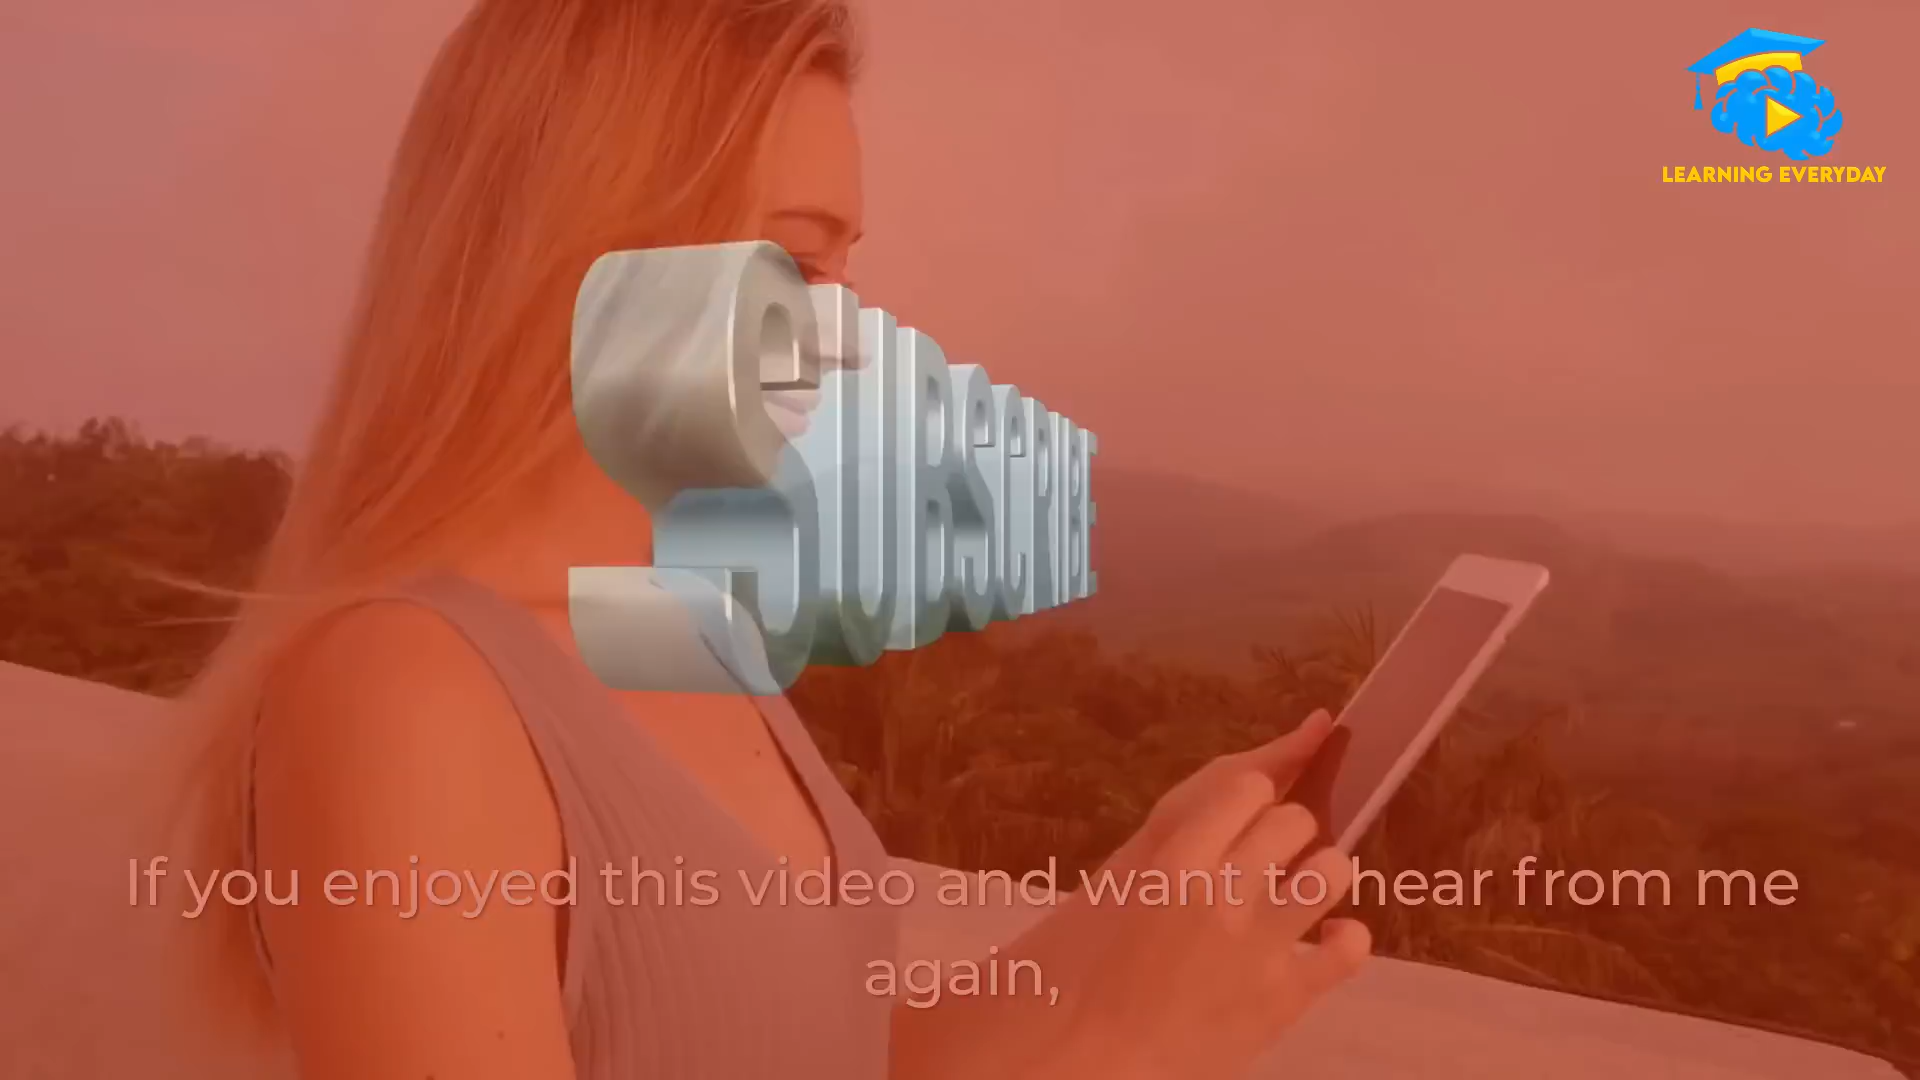 LEARNING EVERYDAY
SUBSCRIBE
If you enjoyed this video and want to hear from me
again,